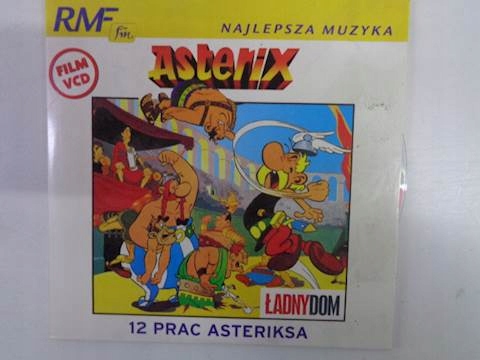 RMF fm
NAJLEPSZA MUZYKA
FILM
VCD
Asterix
ŁADNYDOM
12 PRAC ASTERIKSA